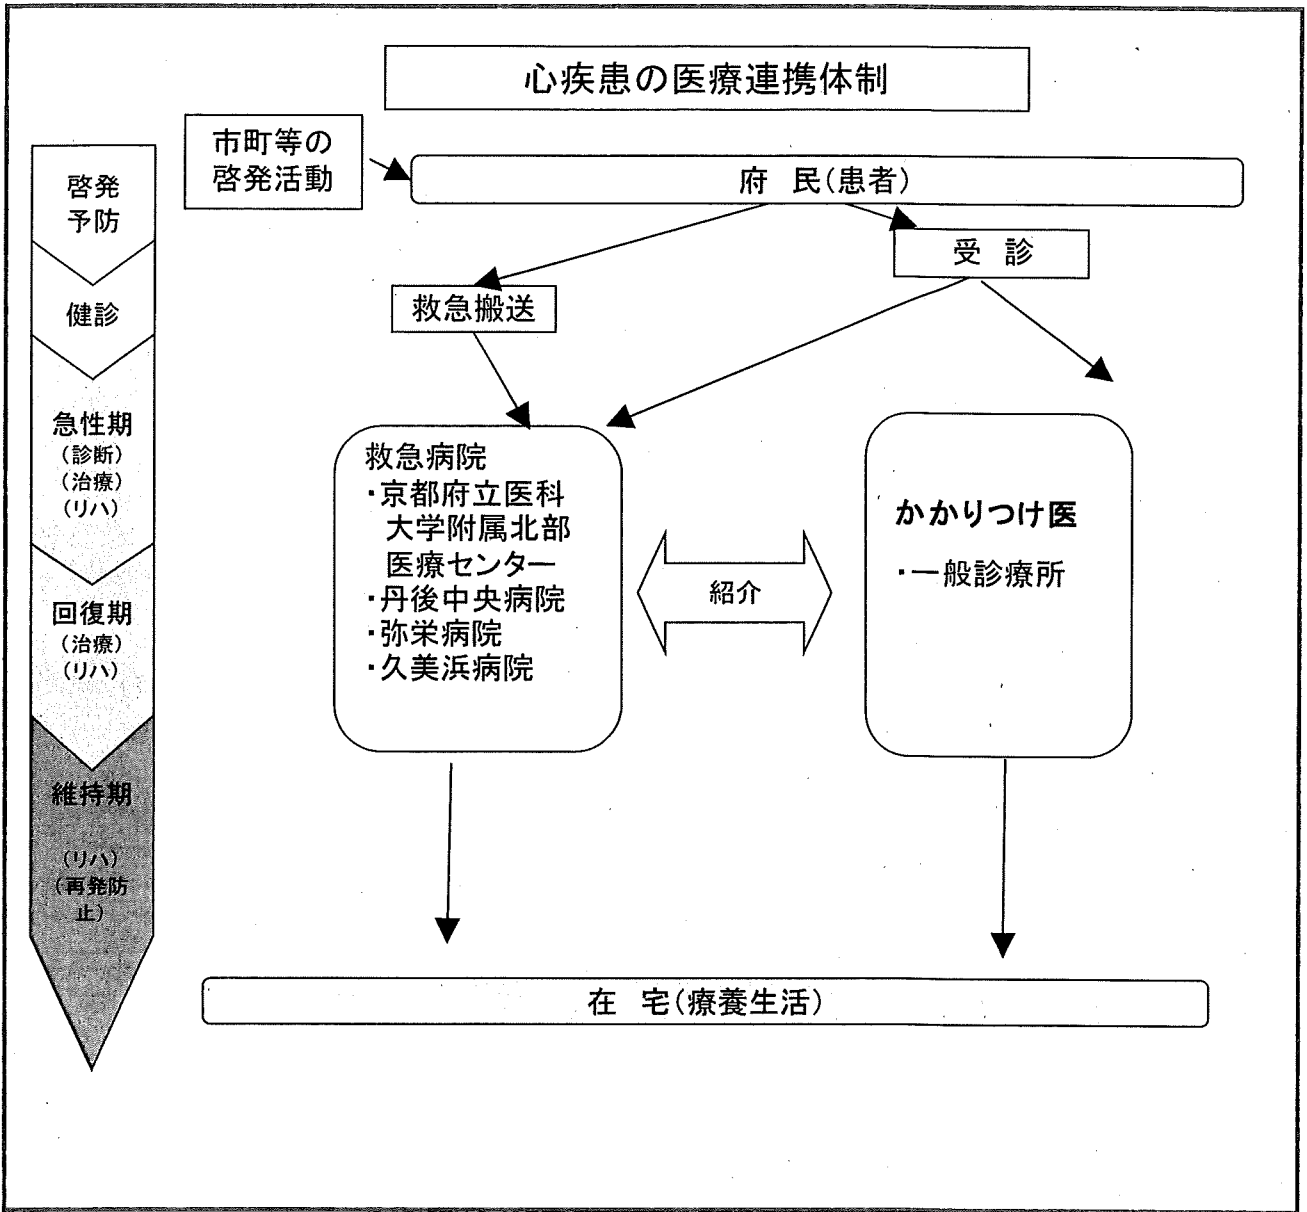 心疾患の医療連携体制
市町等の
啓発活動
府 民(患者)
受 診
救急搬送
啓発
予防
健診
急性期
(診断)
(治療)
(リハ)
回復期
(治療)
(リハ)
維持期
(リハ)
(再発防
止)
救急病院
・京都府立医科
大学附属北部
医療センター
・丹後中央病院
・弥栄病院
・久美浜病院
紹介
かかりつけ医
・一般診療所
在 宅(療養生活)